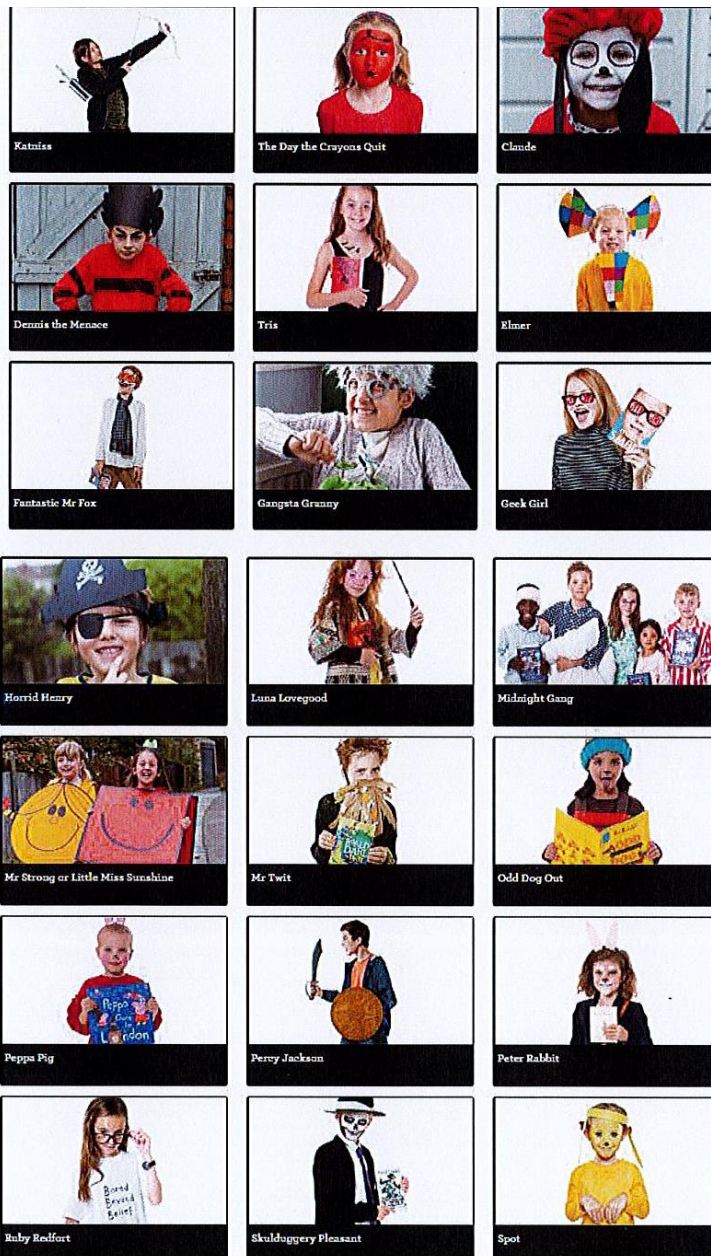 Katniss
The Day the Crayons Quit
Claude
Dennis the Menace
Tris
Elmer
Fantastic Mr Fox
Gangsta Granny
Geek Girl
Horrid Henry
Luna Lovegood
Midnight Gang
Mr Strong or Little Miss Sunshine
Mr Twit
Odd Dog Out
Peppa Pig
Peppa
Goes to
London
Percy Jackson
Peter Rabbit
Bored
Beyond
Belief
Ruby Redfort
Skulduggery Pleasant
Spot